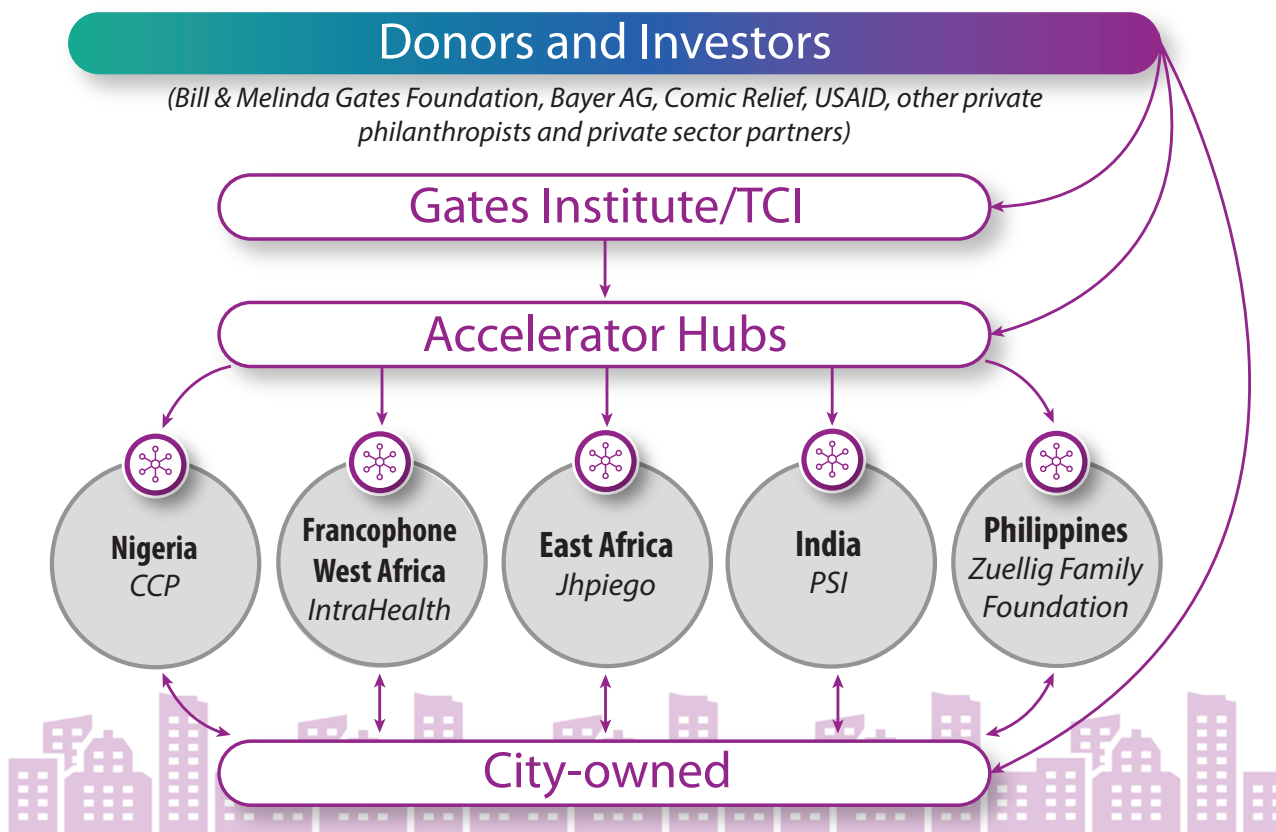 Donors and Investors
(Bill & Melinda Gates Foundation, Bayer AG, Comic Relief, USAID, other private
philanthropists and private sector partners)
Gates Institute/TCI
Accelerator Hubs
Nigeria
CCP
Francophone
West Africa
IntraHealth
East Africa
Jhpiego
India
PSI
Philippines
Zuellig Family
Foundation
City-owned